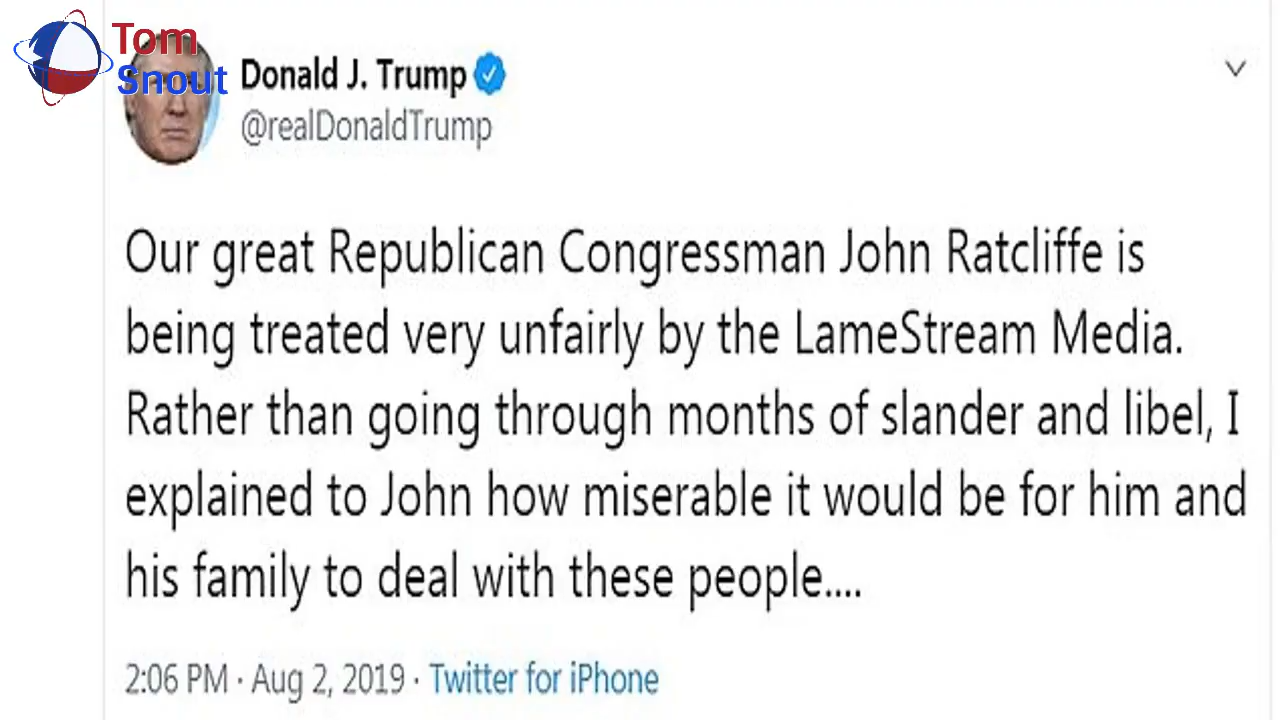 Tom
Snout
Donald J. Trump
@realDonaldTrump
Our great Republican Congressman John Ratcliffe is
being treated very unfairly by the LameStream Media.
Rather than going through months of slander and libel, I
explained to John how miserable it would be for him and
his family to deal with these people....
2:06 PM · Aug 2, 2019 · Twitter for iPhone